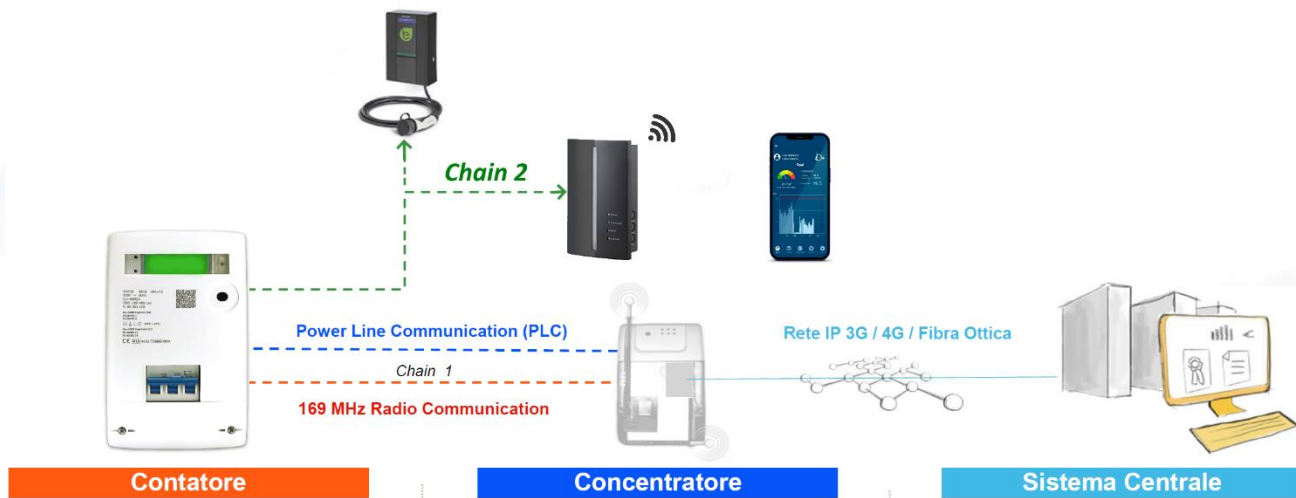 Chain 2
Power Line Communication (PLC)
Chain 1
169 MHz Radio Communication
Rete IP 3G / 4G / Fibra Ottica
Contatore
Concentratore
Sistema Centrale